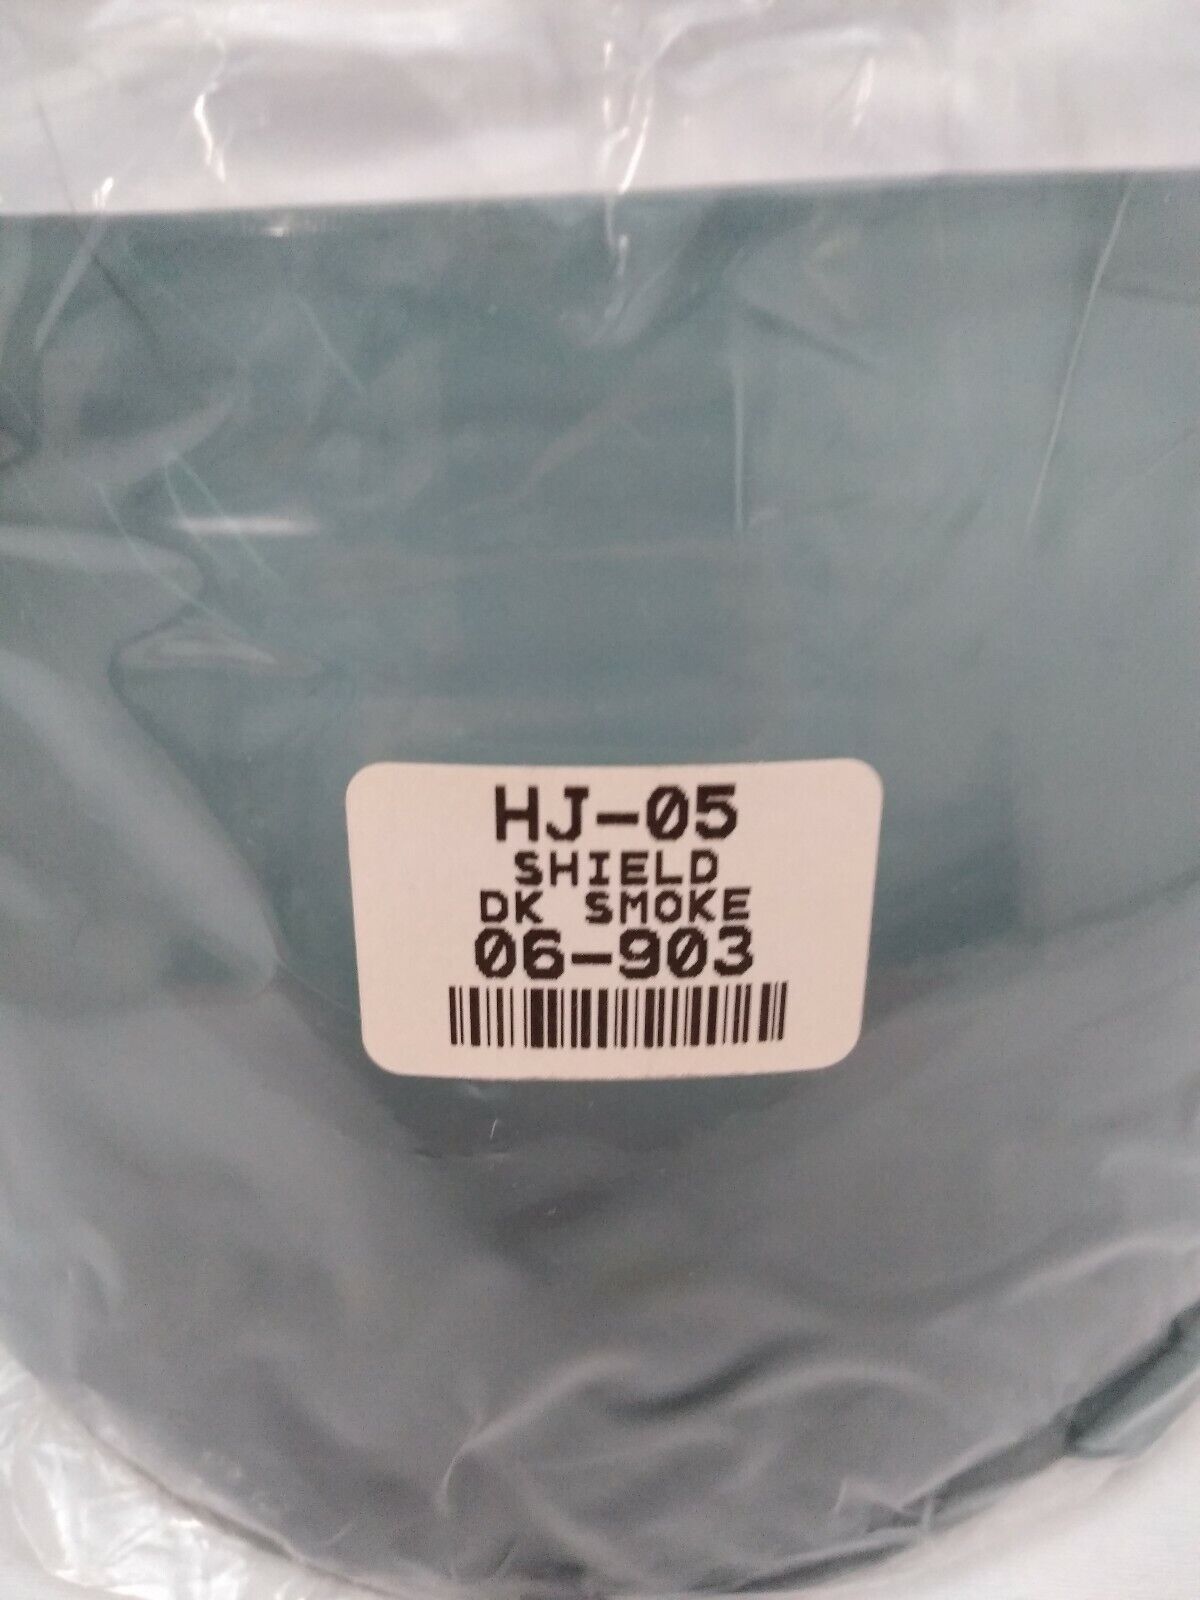 HJ-05
SHIELD
DK SMOKE
06-903